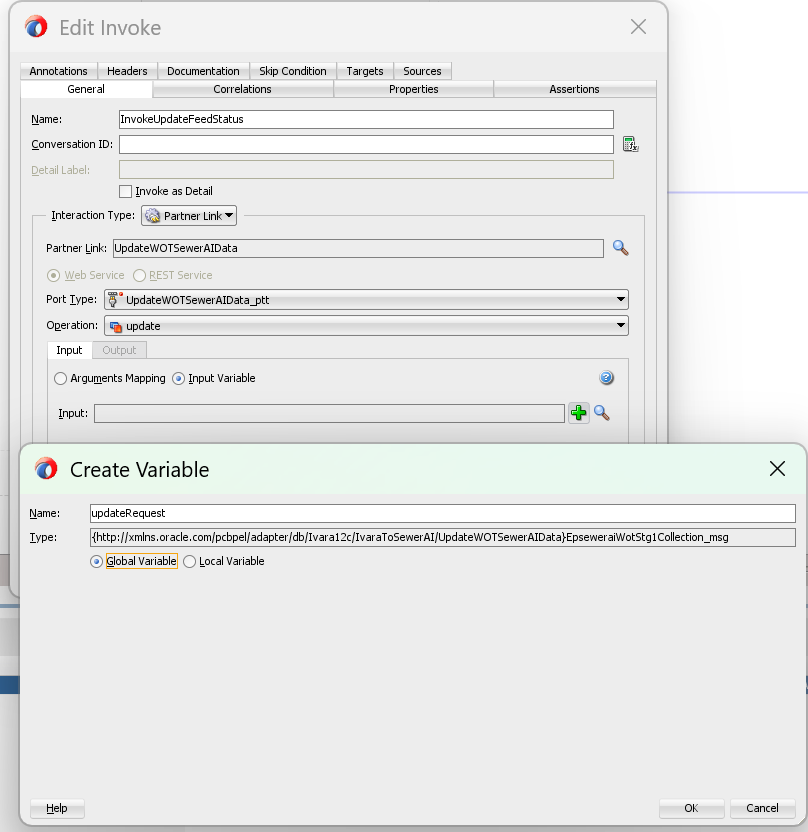 Edit Invoke
Annotations Headers Documentation Skip Condition Targets Sources
General Correlations Properties Assertions
Name: InvokeUpdateFeedStatus
Conversation ID:
Detail Label:
Invoke as Detail
Interaction Type: Partner Link
Partner Link: UpdateWOTSewerAIData
Web Service REST Service
Port Type: UpdateWOTSewerAIData_ptt
Operation: update
Input Output
Arguments Mapping Input Variable
Input:
Create Variable
Name: updateRequest
Type: {http://xmlns.oracle.com/pcbpel/adapter/db/Ivara12c/IvaraToSewerAI/UpdateWOTSewerAIData}EpseweraiWotStg1Collection_msg
Global Variable Local Variable
Help OK Cancel